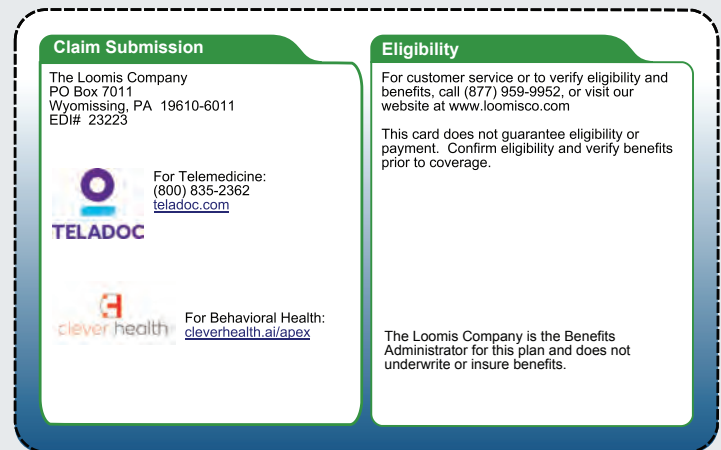 Claim Submission
The Loomis Company
PO Box 7011
Wyomissing, PA  19610-6011
EDI#  23223
TELADOC
For Telemedicine:
(800) 835-2362
teladoc.com
clever health
For Behavioral Health:
cleverhealth.ai/apex
Eligibility
For customer service or to verify eligibility and
benefits, call (877) 959-9952, or visit our
website at www.loomisco.com
This card does not guarantee eligibility or
payment.  Confirm eligibility and verify benefits
prior to coverage.
The Loomis Company is the Benefits
Administrator for this plan and does not
underwrite or insure benefits.